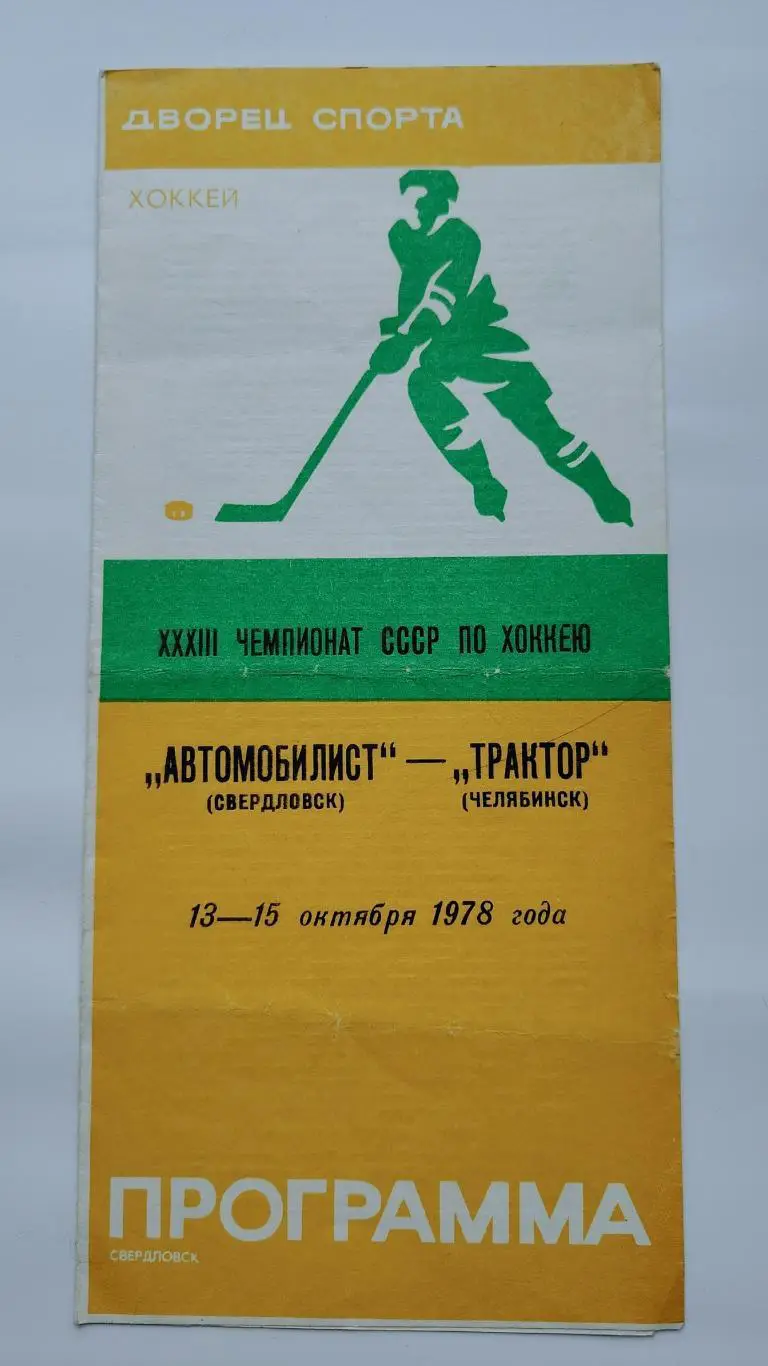 ДВОРЕЦ СПОРТА
ХОККЕЙ
XXXIII ЧЕМПИОНАТ СССР ПО ХОККЕЮ
„АВТОМОБИЛИСТ“ — „ТРАКТОР“
(СВЕРДЛОВСК) (ЧЕЛЯБИНСК)
13—15 октября 1978 года
ПРОГРАММА
СВЕРДЛОВСК